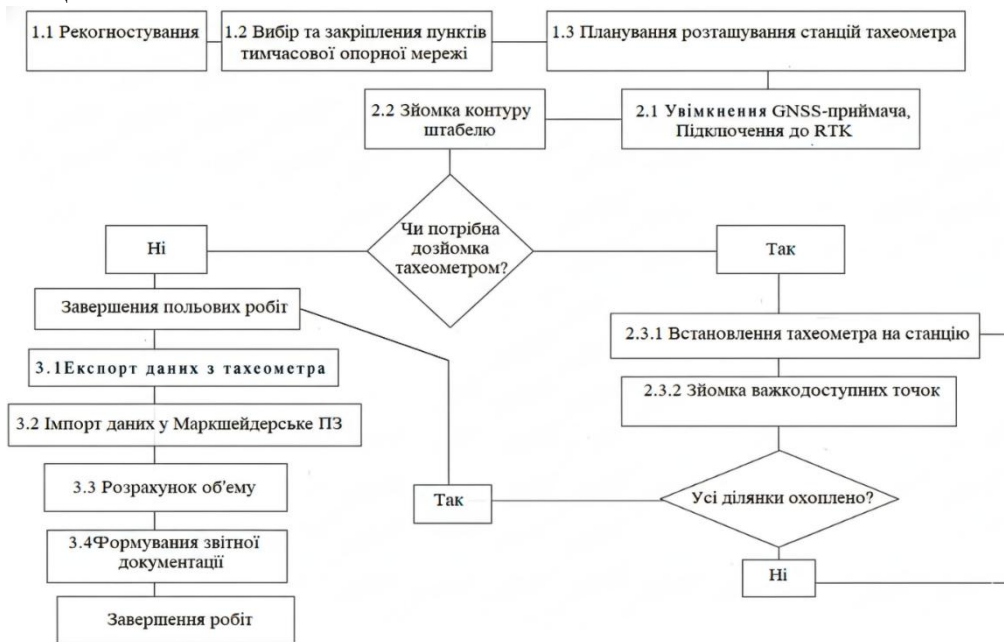 1.1 Рекогностування
1.2 Вибір та закріплення пунктів
тимчасової опорної мережі
1.3 Планування розташування станцій тахеометра
2.2 Зйомка контуру
штабелю
2.1 Увімкнення GNSS-приймача,
Підключення до RTK
Чи потрібна
дозйомка
тахеометром?
Ні
Так
Завершення польових робіт
2.3.1 Встановлення тахеометра на станцію
3.1Експорт даних з тахеометра
2.3.2 Зйомка важкодоступних точок
3.2 Імпорт даних у Маркшейдерське ПЗ
3.3 Розрахунок об'єму
Так
Усі ділянки охоплено?
3.4Формування звітної
документації
Ні
Завершення робіт